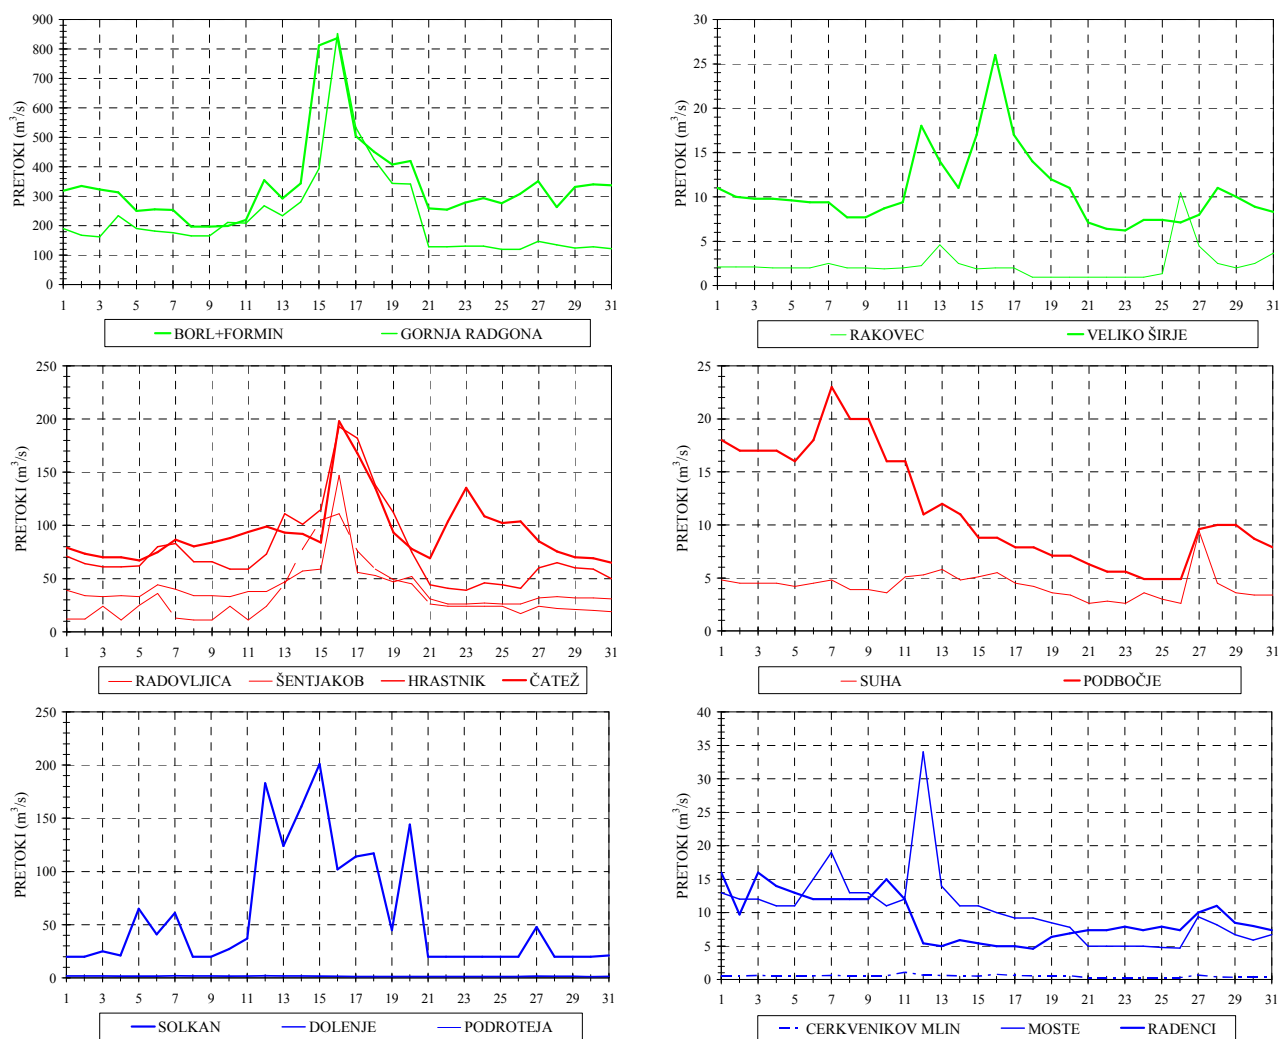 PRETOKI (m³/s)
900
800
700
600
500
400
300
200
100
0
1 3 5 7 9 11 13 15 17 19 21 23 25 27 29 31
BORL+FORMIN GORNJA RADGONA
PRETOKI (m³/s)
30
25
20
15
10
5
0
1 3 5 7 9 11 13 15 17 19 21 23 25 27 29 31
RAKOVEC VELIKO ŠIRJE
PRETOKI (m³/s)
250
200
150
100
50
0
1 3 5 7 9 11 13 15 17 19 21 23 25 27 29 31
RADOVLJICA ŠENTJAKOB HRASTNIK ČATEŽ
PRETOKI (m³/s)
25
20
15
10
5
0
1 3 5 7 9 11 13 15 17 19 21 23 25 27 29 31
SUHA PODBOČJE
PRETOKI (m³/s)
250
200
150
100
50
0
1 3 5 7 9 11 13 15 17 19 21 23 25 27 29 31
SOLKAN DOLENJE PODROTEJA
PRETOKI (m³/s)
40
35
30
25
20
15
10
5
0
1 3 5 7 9 11 13 15 17 19 21 23 25 27 29 31
CERKVENIKOV MLIN MOSTE RADENCI